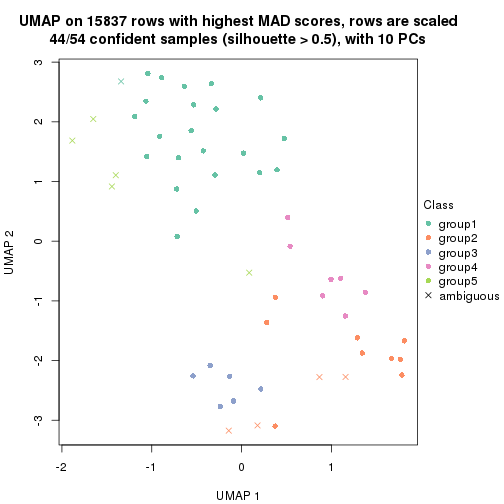 UMAP on 15837 rows with highest MAD scores, rows are scaled
44/54 confident samples (silhouette > 0.5), with 10 PCs
3
2
1
0
-1
-2
-3
UMAP 2
-2
-1
0
1
UMAP 1
Class
group1
group2
group3
group4
group5
ambiguous